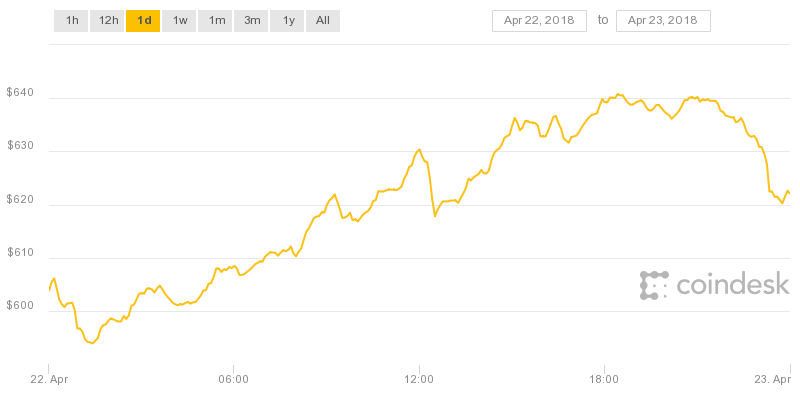 1h 12h 1d 1w 1m 3m 1y All Apr 22, 2018 to Apr 23, 2018
$640
$630
$620
$610
coindesk
$600
22. Apr 06:00 12:00 18:00 23. Apr